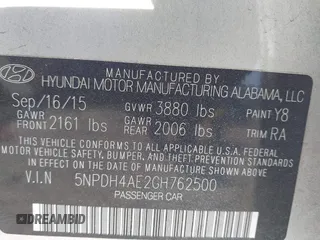 MANUFACTURED BY
HYUNDAI MOTOR MANUFACTURING ALABAMA, LLC
Sep/16/15 GVWR 3880 lbs PAINT Y8
GAWR FRONT 2161 lbs GAWR REAR 2006 lbs TRIM RA
THIS VEHICLE CONFORMS TO ALL APPLICABLE U.S.A. FEDERAL
MOTOR VEHICLE SAFETY, BUMPER, AND THEFT PREVENTION
STANDARDS IN EFFECT ON THE DATE OF MANUFACTURE SHOWN ABOVE.
V.I.N 5NPDH4AE2GH762500
PASSENGER CAR